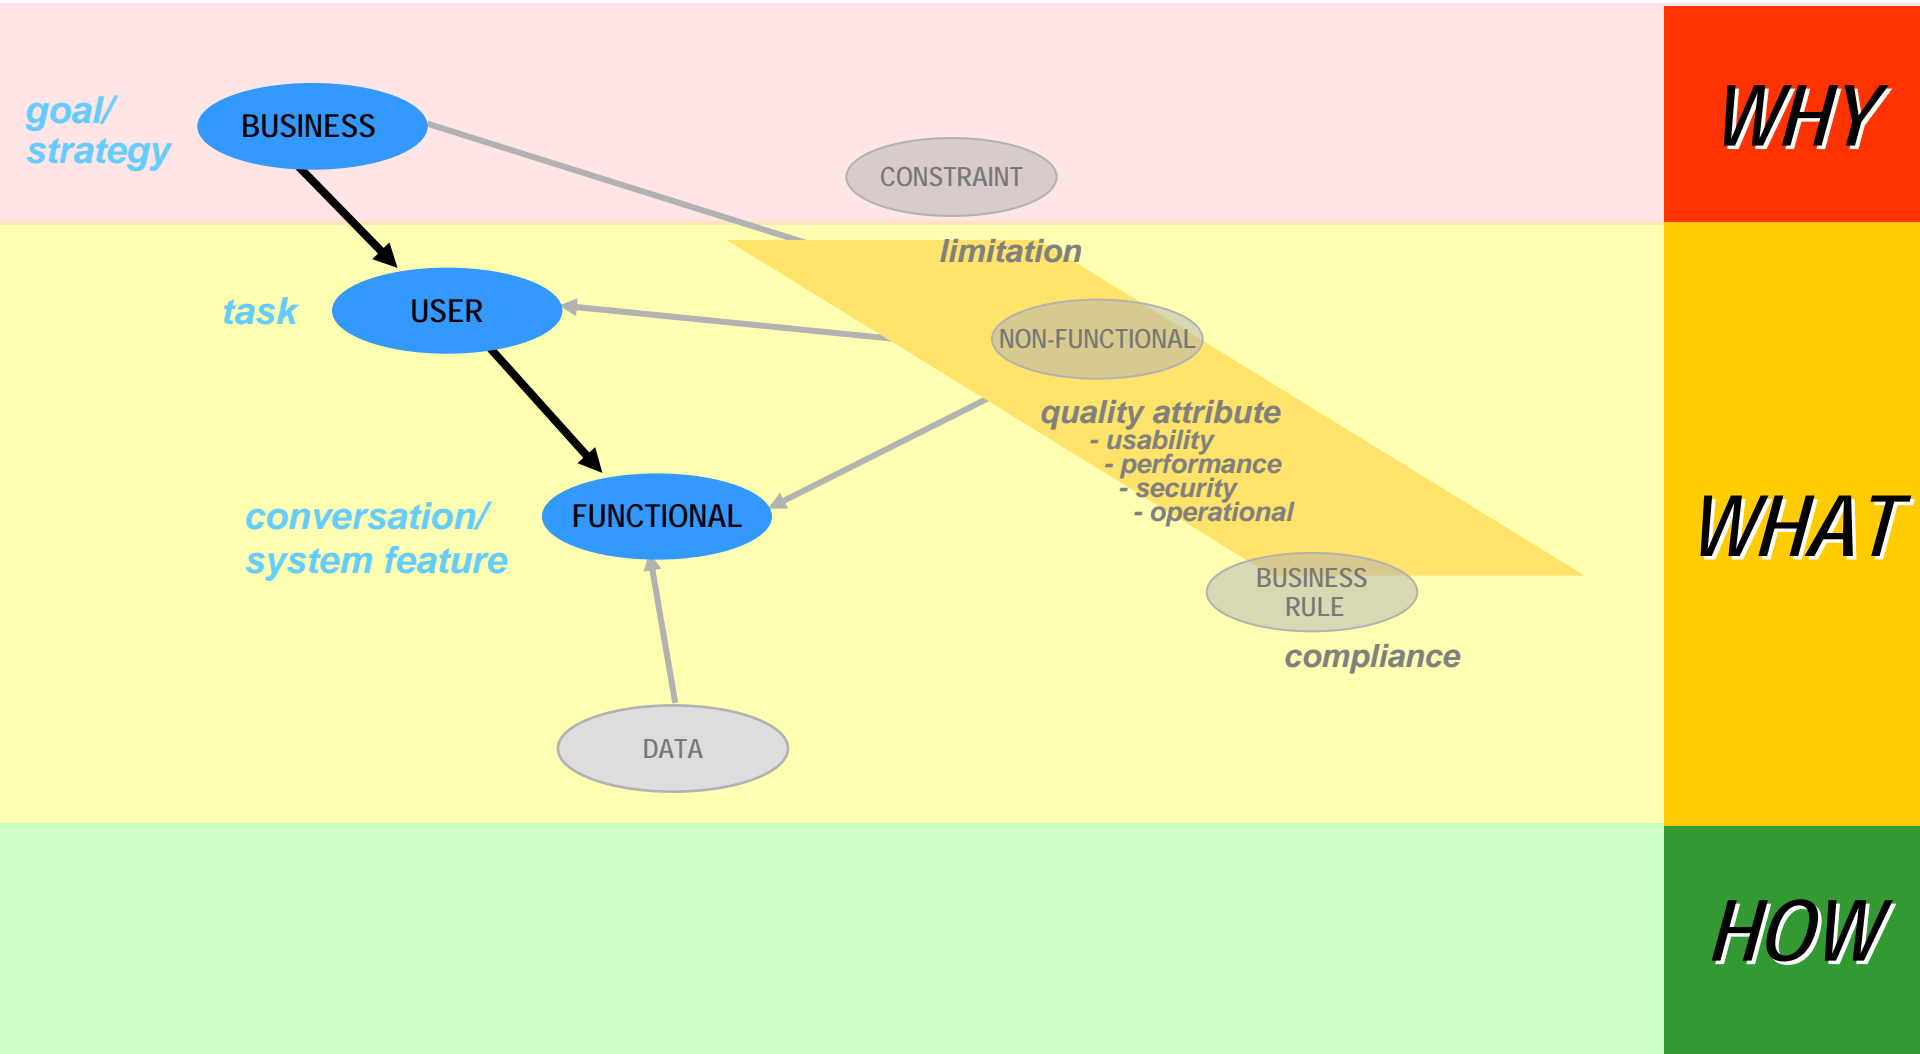 WHY
goal/
strategy
BUSINESS
CONSTRAINT
limitation
task
USER
NON-FUNCTIONAL
quality attribute
- usability
- performance
- security
- operational
WHAT
conversation/
system feature
FUNCTIONAL
BUSINESS
RULE
compliance
DATA
HOW